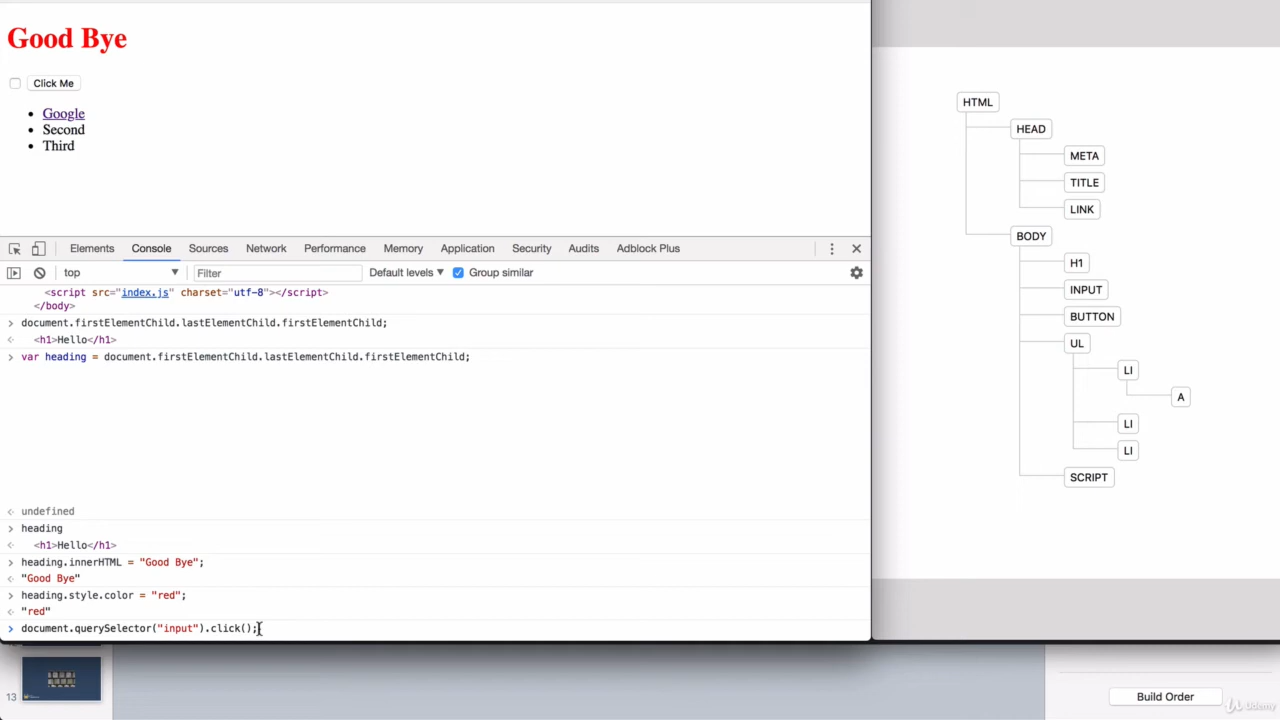 Good Bye
Click Me
Google
Second
Third
Elements Console Sources Network Performance Memory Application Security Audits Adblock Plus
top Filter Default levels Group similar
<script src="index.js" charset="utf-8"></script>
</body>
document.firstElementChild.lastElementChild.firstElementChild;
<h1>Hello</h1>
var heading = document.firstElementChild.lastElementChild.firstElementChild;
undefined
heading
<h1>Hello</h1>
heading.innerHTML = "Good Bye";
"Good Bye"
heading.style.color = "red";
"red"
document.querySelector("input").click();
HTML
HEAD
META
TITLE
LINK
BODY
H1
INPUT
BUTTON
UL
LI
A
LI
LI
SCRIPT
13
Build Order
Udemy